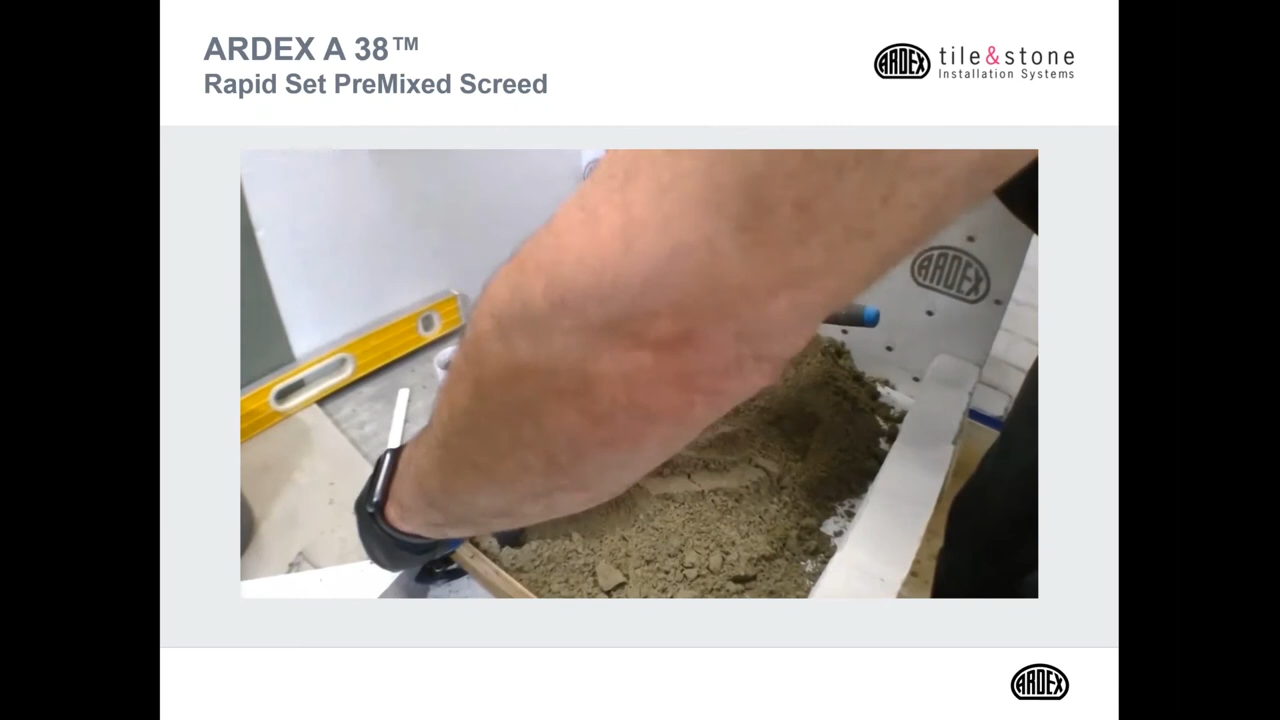 ARDEX A 38™
Rapid Set PreMixed Screed
ARDEX
tile&stone
Installation Systems
ARDEX
ARDEX